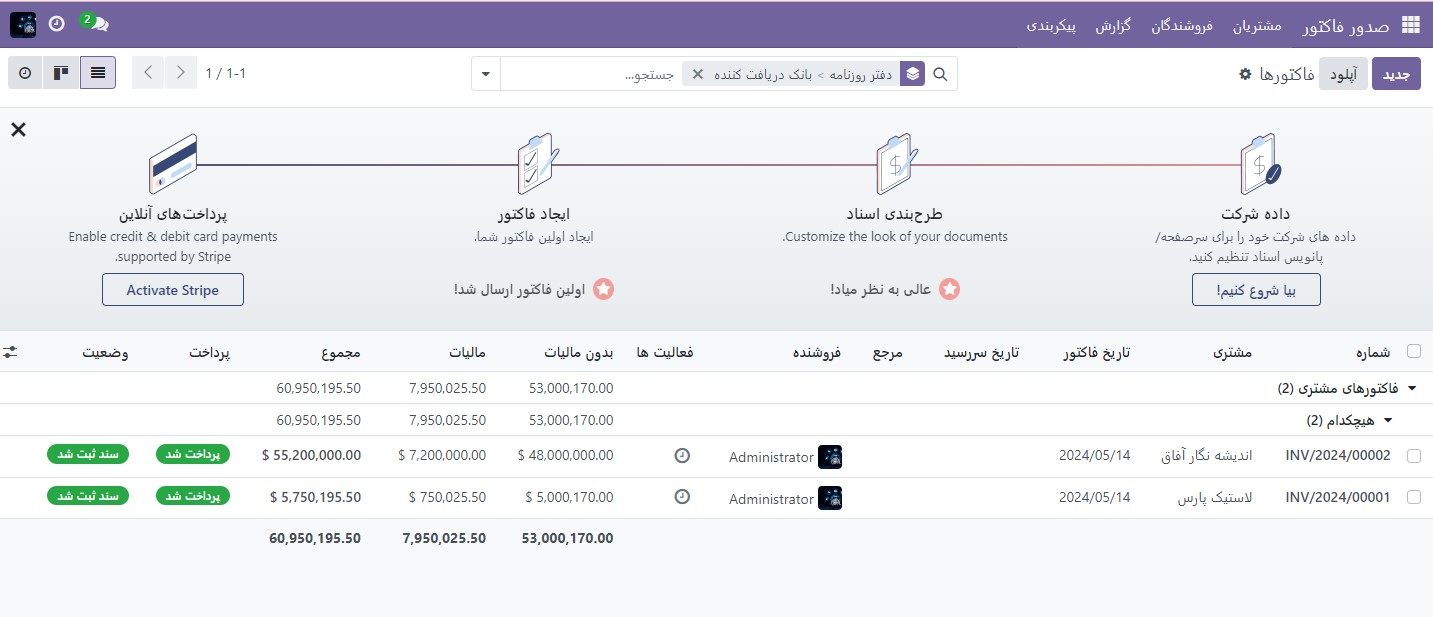 صدور فاکتور مشتریان فروشندگان گزارش پیکربندی 2
جدید آپلود فاکتورها دفتر روزنامه > بانک دریافت کننده جستجو... 1-1 / 1
داده شرکت
داده های شرکت خود را برای سرصفحه/
پانویس اسناد تنظیم کنید.
بیا شروع کنیم!
طرح‌بندی اسناد
Customize the look of your documents.
عالی به نظر میاد!
ایجاد فاکتور
ایجاد اولین فاکتور شما.
اولین فاکتور ارسال شد!
پرداخت‌های آنلاین
Enable credit & debit card payments
supported by Stripe.
Activate Stripe
شماره مشتری تاریخ فاکتور تاریخ سررسید مرجع فروشنده فعالیت ها بدون مالیات مالیات مجموع پرداخت وضعیت
فاکتورهای مشتری (2) 53,000,170.00 7,950,025.50 60,950,195.50
هیچکدام (2) 53,000,170.00 7,950,025.50 60,950,195.50
INV/2024/00002 اندیشه نگار آفاق 2024/05/14 Administrator $ 48,000,000.00 $ 7,200,000.00 $ 55,200,000.00 پرداخت شد سند ثبت شد
INV/2024/00001 لاستیک پارس 2024/05/14 Administrator $ 5,000,170.00 $ 750,025.50 $ 5,750,195.50 پرداخت شد سند ثبت شد
53,000,170.00 7,950,025.50 60,950,195.50